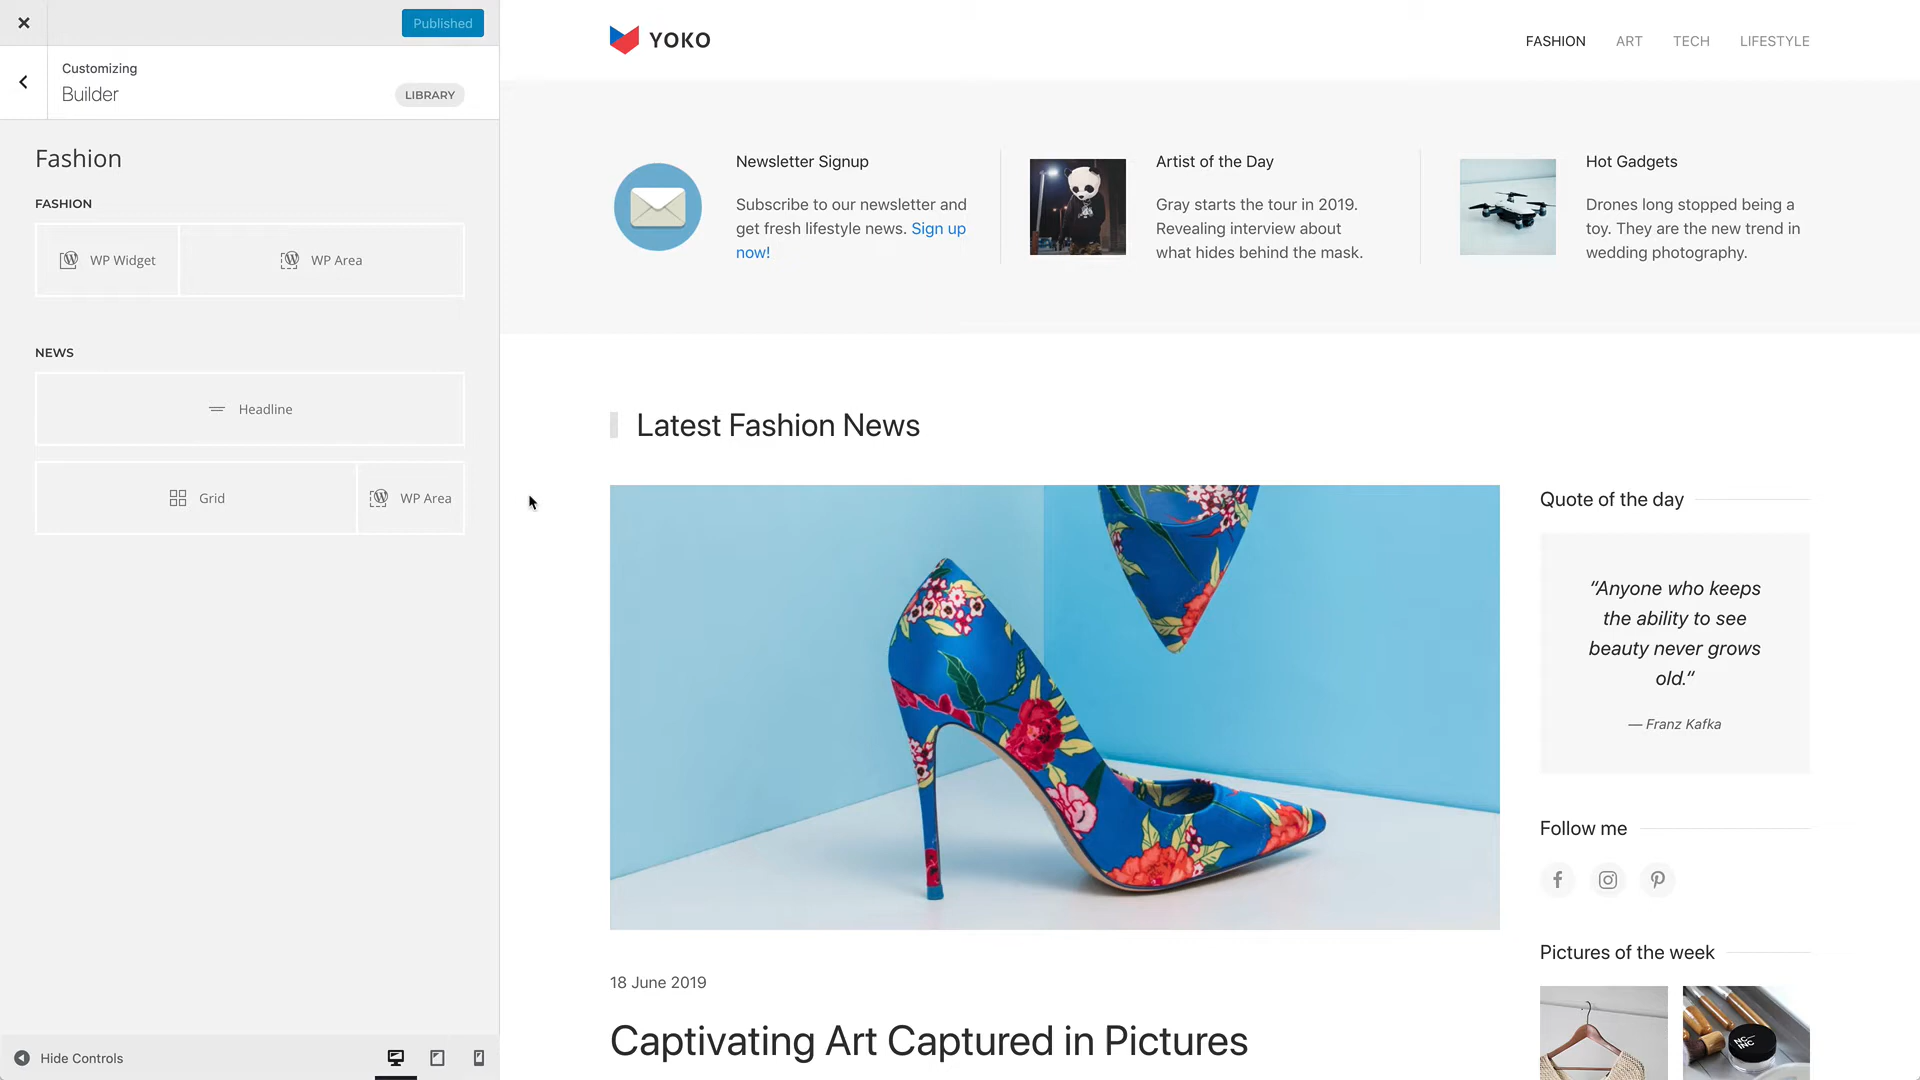 Published
Customizing
Builder
LIBRARY
Fashion
FASHION
WP Widget
WP Area
NEWS
Headline
Grid
WP Area
Hide Controls
YOKO
FASHION
ART
TECH
LIFESTYLE
Newsletter Signup
Subscribe to our newsletter and
get fresh lifestyle news. Sign up
now!
Artist of the Day
Gray starts the tour in 2019.
Revealing interview about
what hides behind the mask.
Hot Gadgets
Drones long stopped being a
toy. They are the new trend in
wedding photography.
Latest Fashion News
18 June 2019
Captivating Art Captured in Pictures
Quote of the day
“Anyone who keeps
the ability to see
beauty never grows
old.“
— Franz Kafka
Follow me
Pictures of the week
NC–
INC